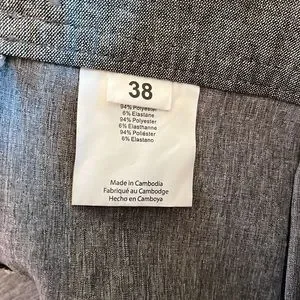 38
94% Polyester
6% Elastane
94% Polyester
6% Elasthanne
94% Poliéster
6% Elastano
Made in Cambodia
Fabriqué au Cambodge
Hecho en Camboya